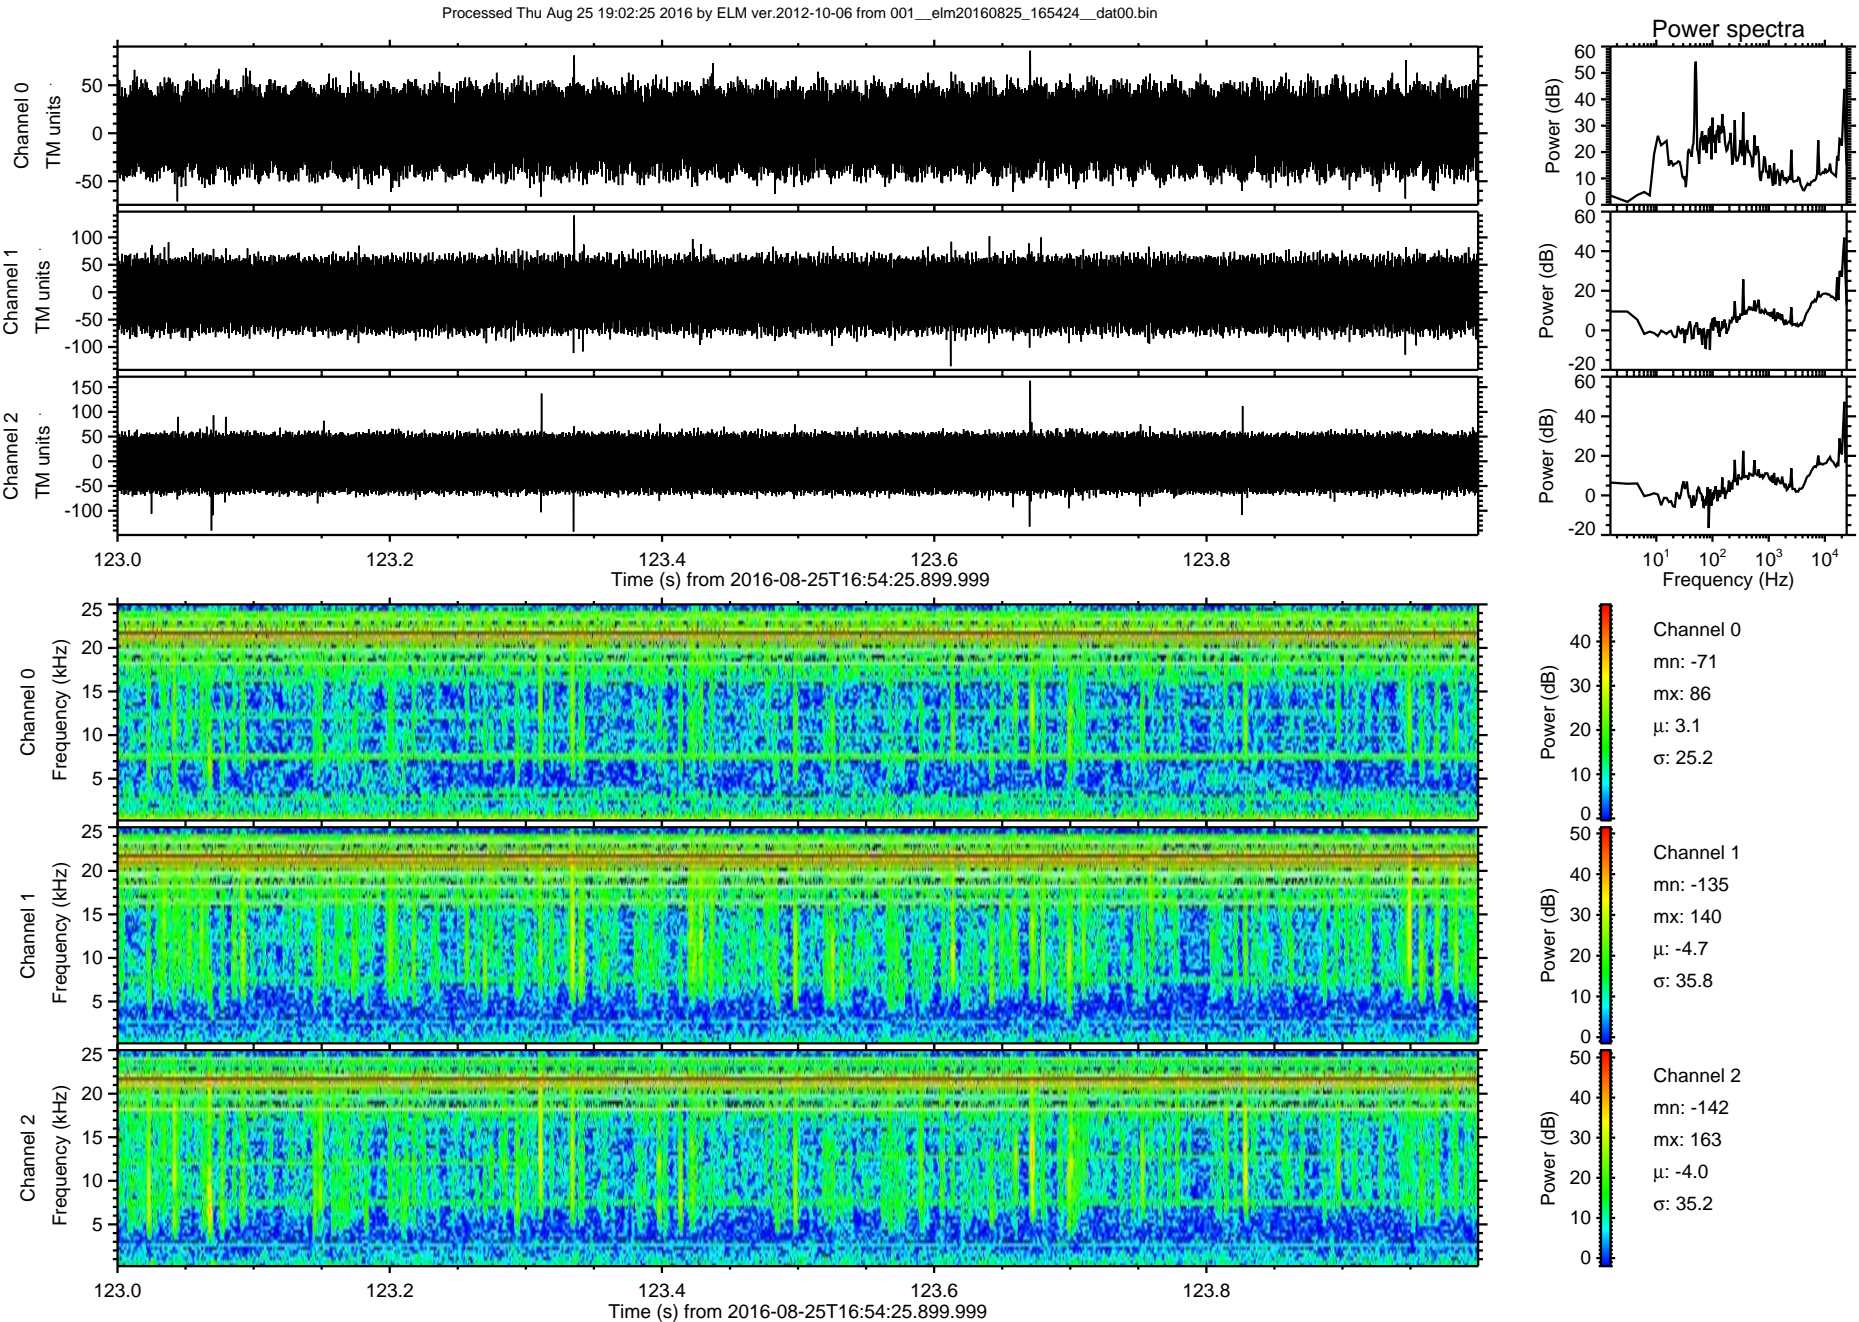 Processed Thu Aug 25 19:02:25 2016 by ELM ver.2012-10-06 from 001__elm20160825_165424__dat00.bin
Power spectra
Channel 0
TM units
50
0
-50
Power (dB)
60
50
40
30
20
10
0
Channel 1
TM units
100
50
0
-50
-100
Power (dB)
60
40
20
0
-20
Channel 2
TM units
150
100
50
0
-50
-100
Power (dB)
60
40
20
0
-20
123.0
123.2
123.4
123.6
123.8
Time (s) from 2016-08-25T16:54:25.899.999
10¹
10²
10³
10⁴
Frequency (Hz)
Channel 0
Frequency (kHz)
25
20
15
10
5
Power (dB)
40
30
20
10
0
Channel 0
mn: -71
mx: 86
µ: 3.1
σ: 25.2
Channel 1
Frequency (kHz)
25
20
15
10
5
Power (dB)
50
40
30
20
10
0
Channel 1
mn: -135
mx: 140
µ: -4.7
σ: 35.8
Channel 2
Frequency (kHz)
25
20
15
10
5
Power (dB)
50
40
30
20
10
0
Channel 2
mn: -142
mx: 163
µ: -4.0
σ: 35.2
123.0
123.2
123.4
123.6
123.8
Time (s) from 2016-08-25T16:54:25.899.999